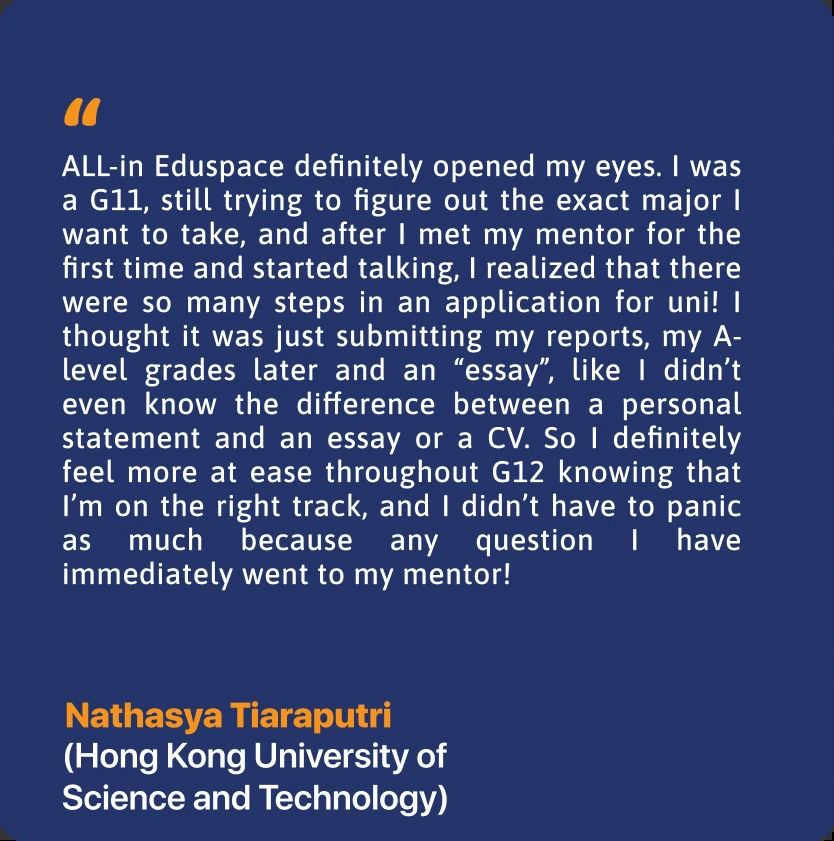 “
ALL-in Eduspace definitely opened my eyes. I was
a G11, still trying to figure out the exact major I
want to take, and after I met my mentor for the
first time and started talking, I realized that there
were so many steps in an application for uni! I
thought it was just submitting my reports, my A-
level grades later and an “essay”, like I didn’t
even know the difference between a personal
statement and an essay or a CV. So I definitely
feel more at ease throughout G12 knowing that
I’m on the right track, and I didn’t have to panic
as much because any question I have
immediately went to my mentor!
Nathasya Tiaraputri
(Hong Kong University of
Science and Technology)